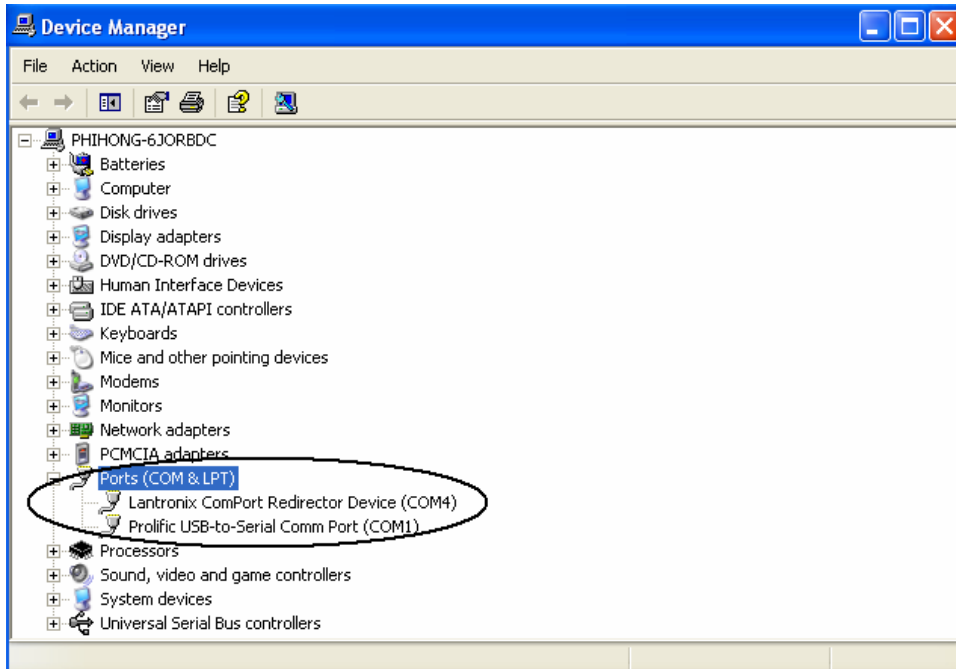 Device Manager
File Action View Help
PHIHONG-6JORBDC
Batteries
Computer
Disk drives
Display adapters
DVD/CD-ROM drives
Human Interface Devices
IDE ATA/ATAPI controllers
Keyboards
Mice and other pointing devices
Modems
Monitors
Network adapters
PCMCIA adapters
Ports (COM & LPT)
Lantronix ComPort Redirector Device (COM4)
Prolific USB-to-Serial Comm Port (COM1)
Processors
Sound, video and game controllers
System devices
Universal Serial Bus controllers